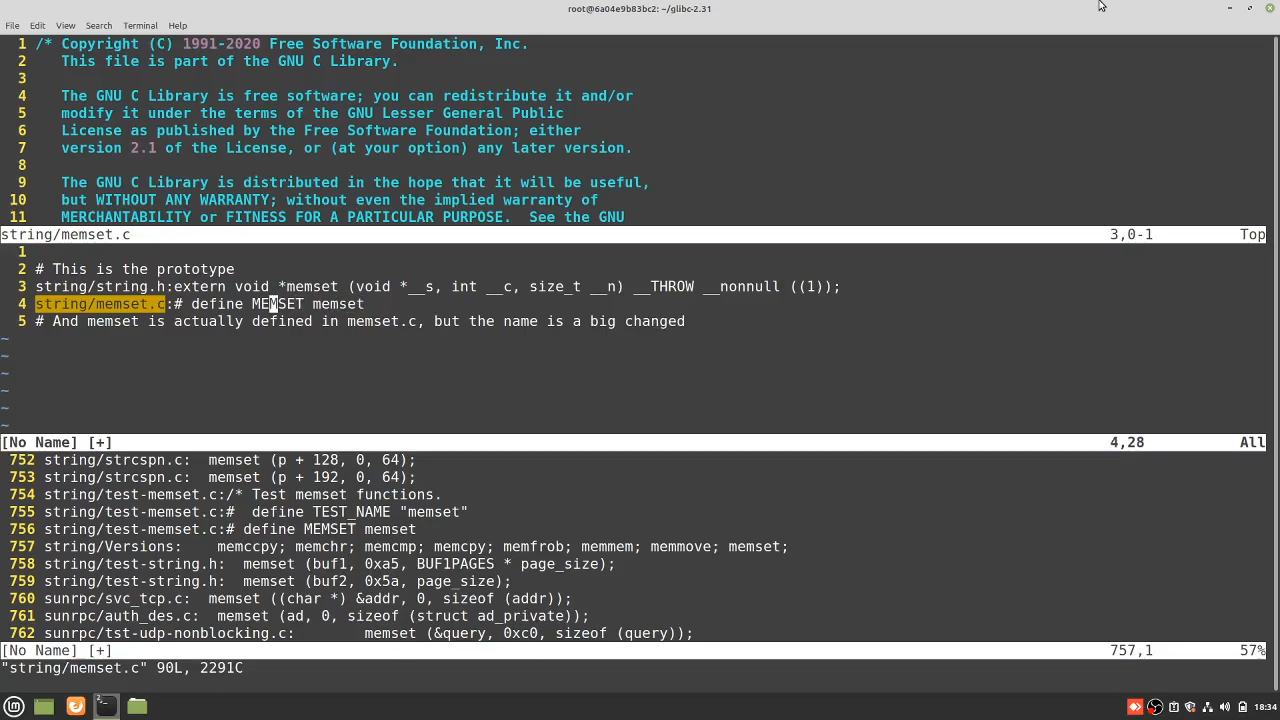 root@6a04e9b83bc2: ~/glibc-2.31
File Edit View Search Terminal Help
1 /* Copyright (C) 1991-2020 Free Software Foundation, Inc.
2    This file is part of the GNU C Library.
3
4    The GNU C Library is free software; you can redistribute it and/or
5    modify it under the terms of the GNU Lesser General Public
6    License as published by the Free Software Foundation; either
7    version 2.1 of the License, or (at your option) any later version.
8
9    The GNU C Library is distributed in the hope that it will be useful,
10    but WITHOUT ANY WARRANTY; without even the implied warranty of
11    MERCHANTABILITY or FITNESS FOR A PARTICULAR PURPOSE.  See the GNU
string/memset.c 3,0-1 Top
1
2 # This is the prototype
3 string/string.h:extern void *memset (void *__s, int __c, size_t __n) __THROW __nonnull ((1));
4 string/memset.c:# define MEMSET memset
5 # And memset is actually defined in memset.c, but the name is a big changed
~
~
~
~
~
~
[No Name] [+] 4,28 All
752 string/strcspn.c:  memset (p + 128, 0, 64);
753 string/strcspn.c:  memset (p + 192, 0, 64);
754 string/test-memset.c:/* Test memset functions.
755 string/test-memset.c:#  define TEST_NAME "memset"
756 string/test-memset.c:# define MEMSET memset
757 string/Versions:    memccpy; memchr; memcmp; memcpy; memfrob; memmem; memmove; memset;
758 string/test-string.h:  memset (buf1, 0xa5, BUF1PAGES * page_size);
759 string/test-string.h:  memset (buf2, 0x5a, page_size);
760 sunrpc/svc_tcp.c:  memset ((char *) &addr, 0, sizeof (addr));
761 sunrpc/auth_des.c:  memset (ad, 0, sizeof (struct ad_private));
762 sunrpc/tst-udp-nonblocking.c:        memset (&query, 0xc0, sizeof (query));
[No Name] [+] 757,1 57%
"string/memset.c" 90L, 2291C
18:34